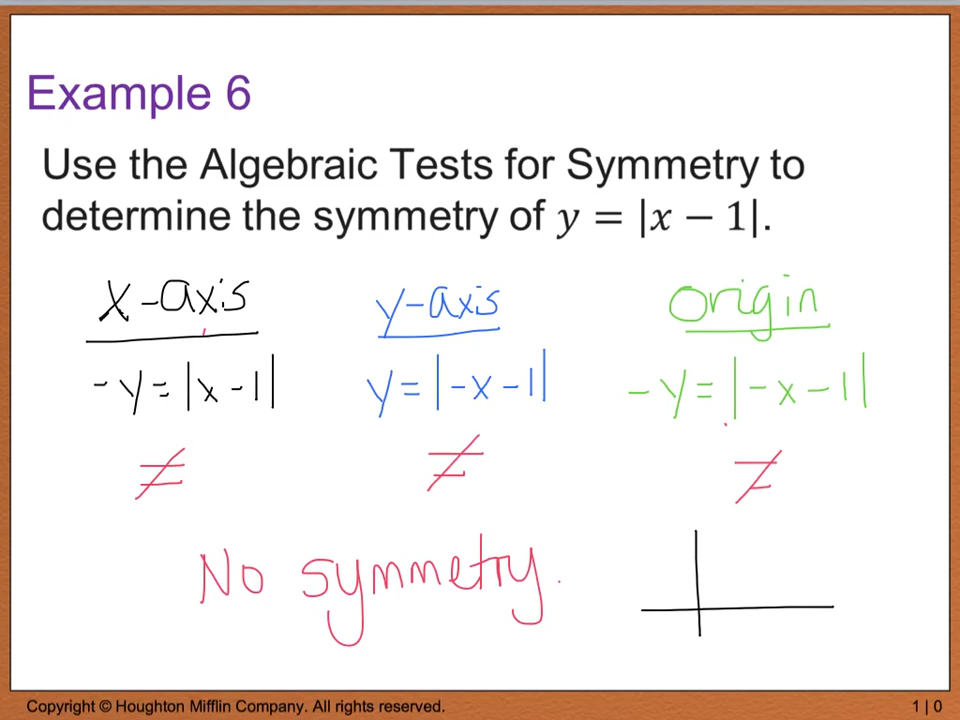 Example 6
Use the Algebraic Tests for Symmetry to
determine the symmetry of y = |x − 1|.
x-axis y-axis origin
-y = |x - 1| y = |-x - 1| -y = |-x - 1|
≠ ≠ ≠
No symmetry.
Copyright © Houghton Mifflin Company. All rights reserved. 1 | 0